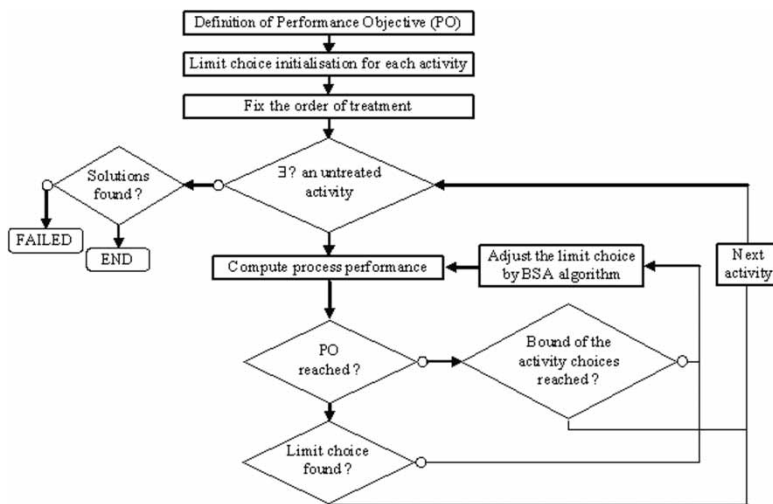 Definition of Performance Objective (PO)
Limit choice initialisation for each activity
Fix the order of treatment
∃? an untreated
activity
Solutions
found ?
FAILED
END
Compute process performance
Adjust the limit choice
by BSA algorithm
Next
activity
PO
reached ?
Bound of the
activity choices
reached ?
Limit choice
found ?